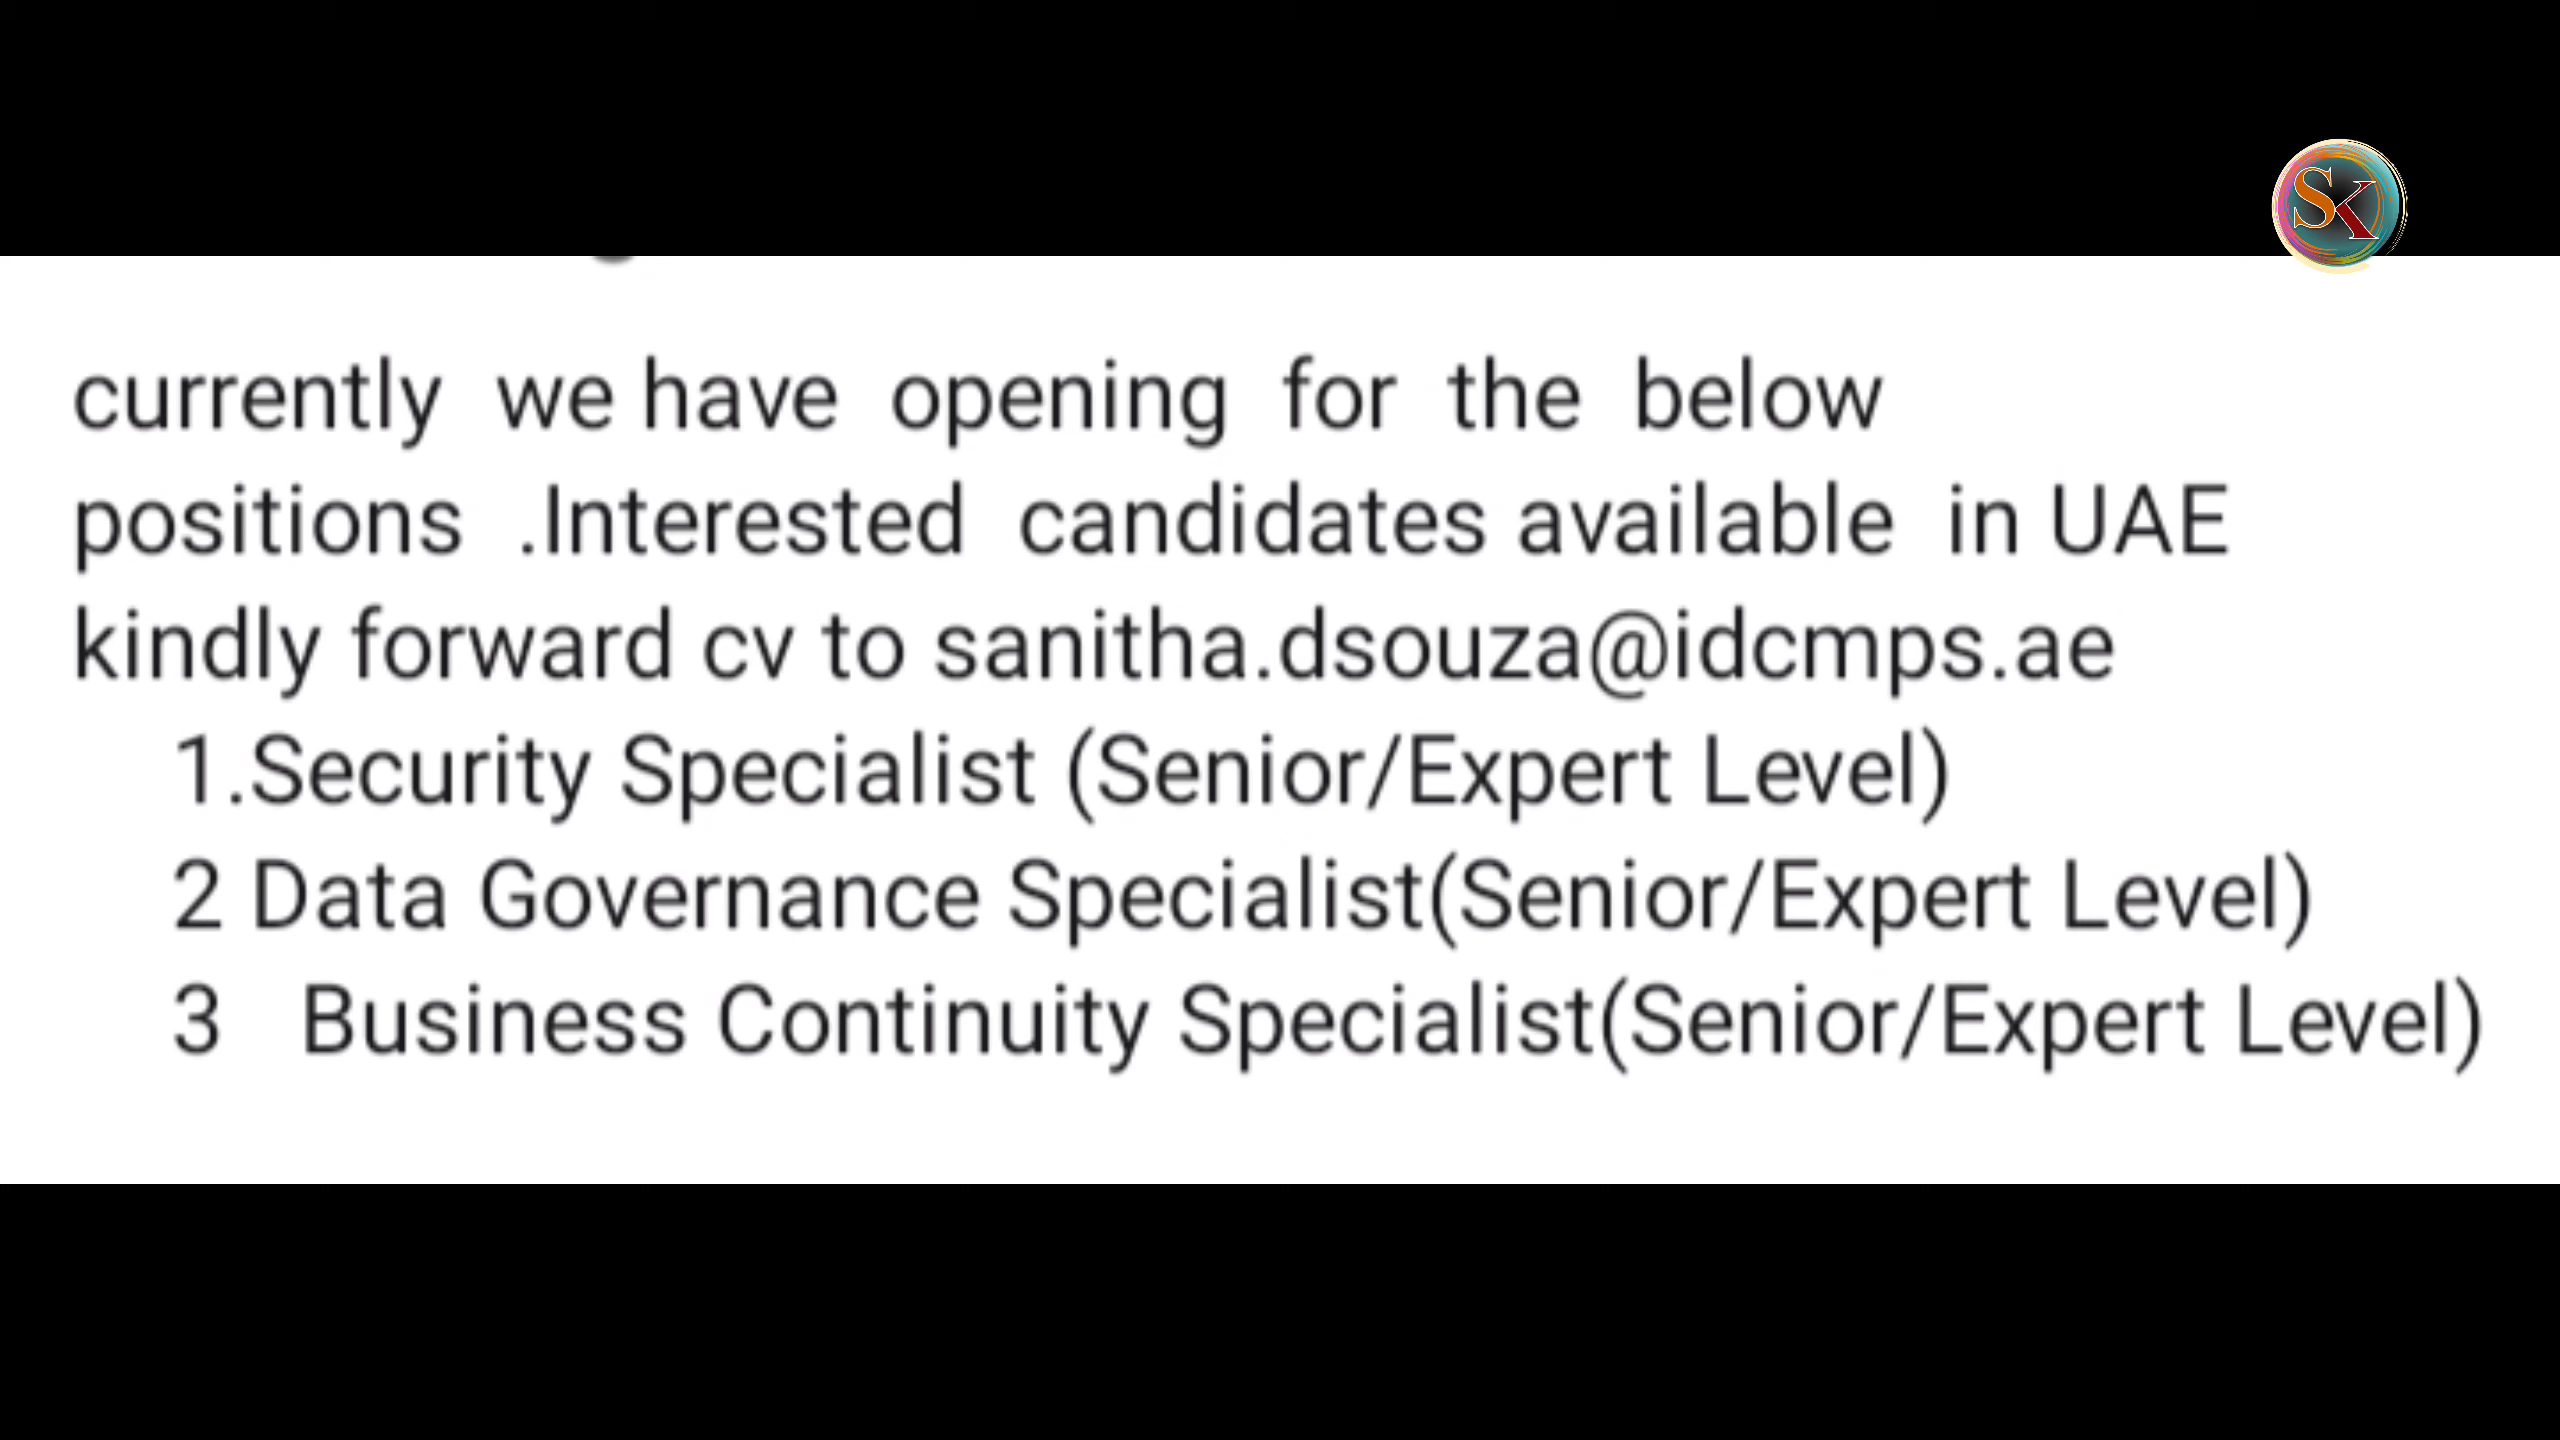 SK
currently we have opening for the below
positions .Interested candidates available in UAE
kindly forward cv to sanitha.dsouza@idcmps.ae
1.Security Specialist (Senior/Expert Level)
2 Data Governance Specialist(Senior/Expert Level)
3 Business Continuity Specialist(Senior/Expert Level)